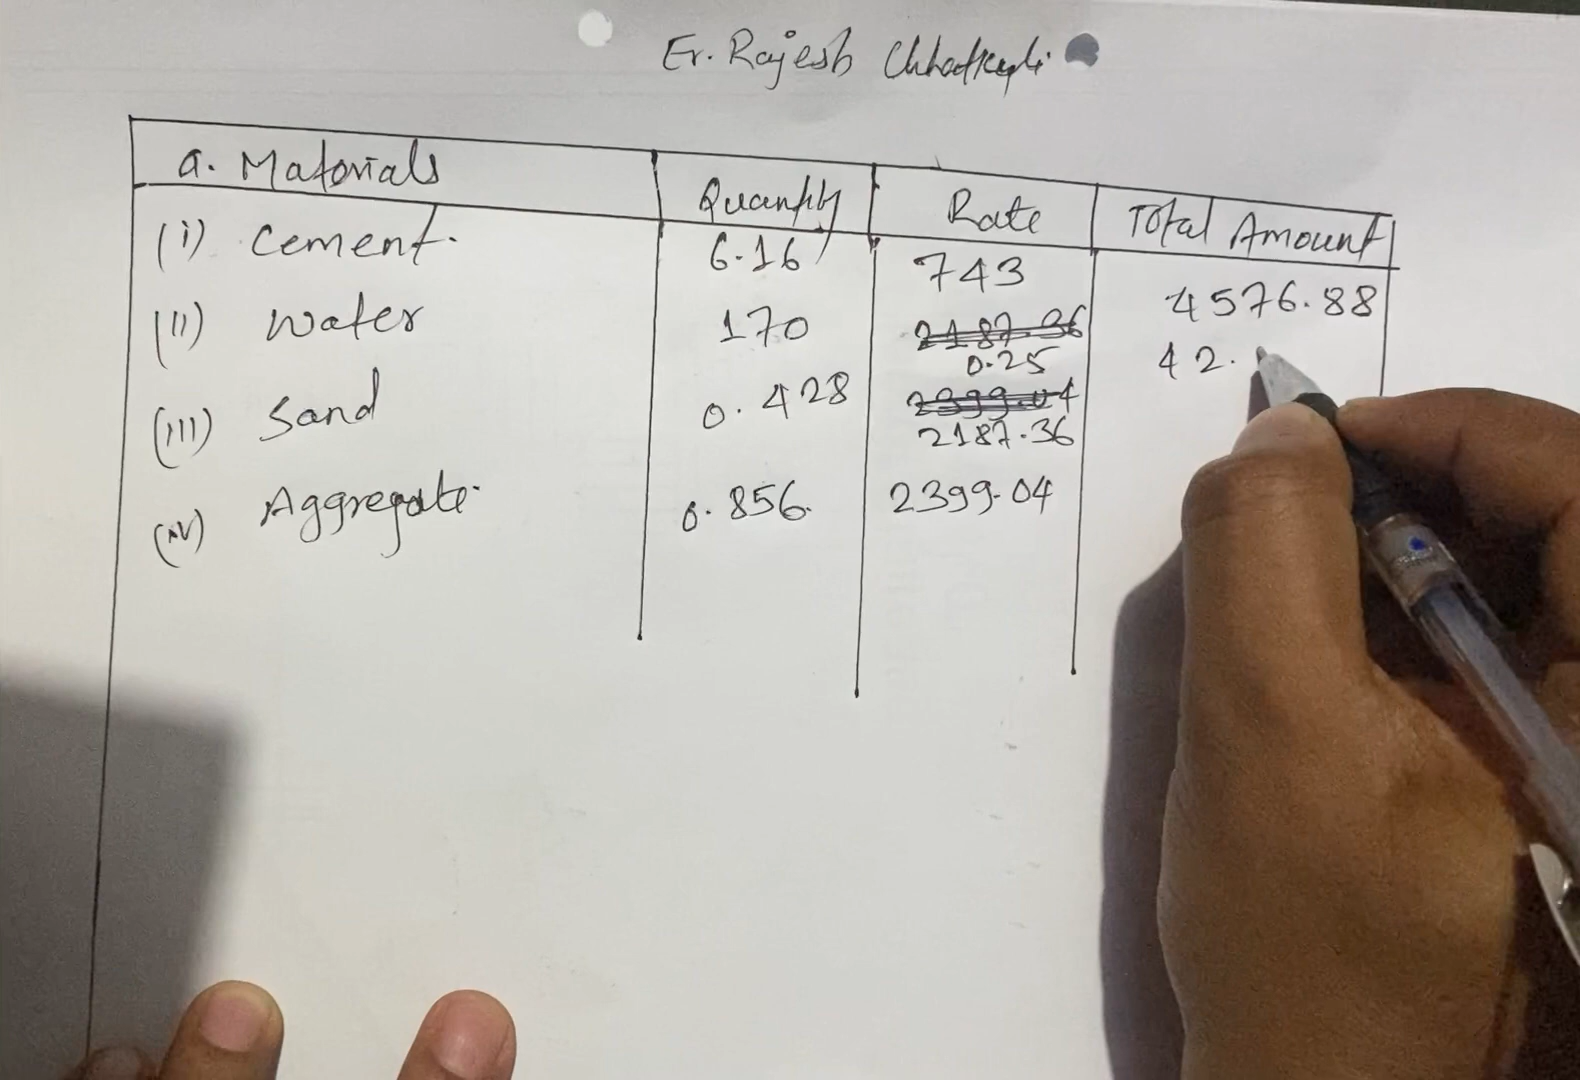 Er. Rajesh Chhatkuli
a. Materials Quantity Rate Total Amount
(i) Cement. 6.16 743 4576.88
(ii) Water 170 2187.36 42.
0.25
(iii) Sand 0.428 2399.04
2187.36
(iv) Aggregate. 0.856. 2399.04